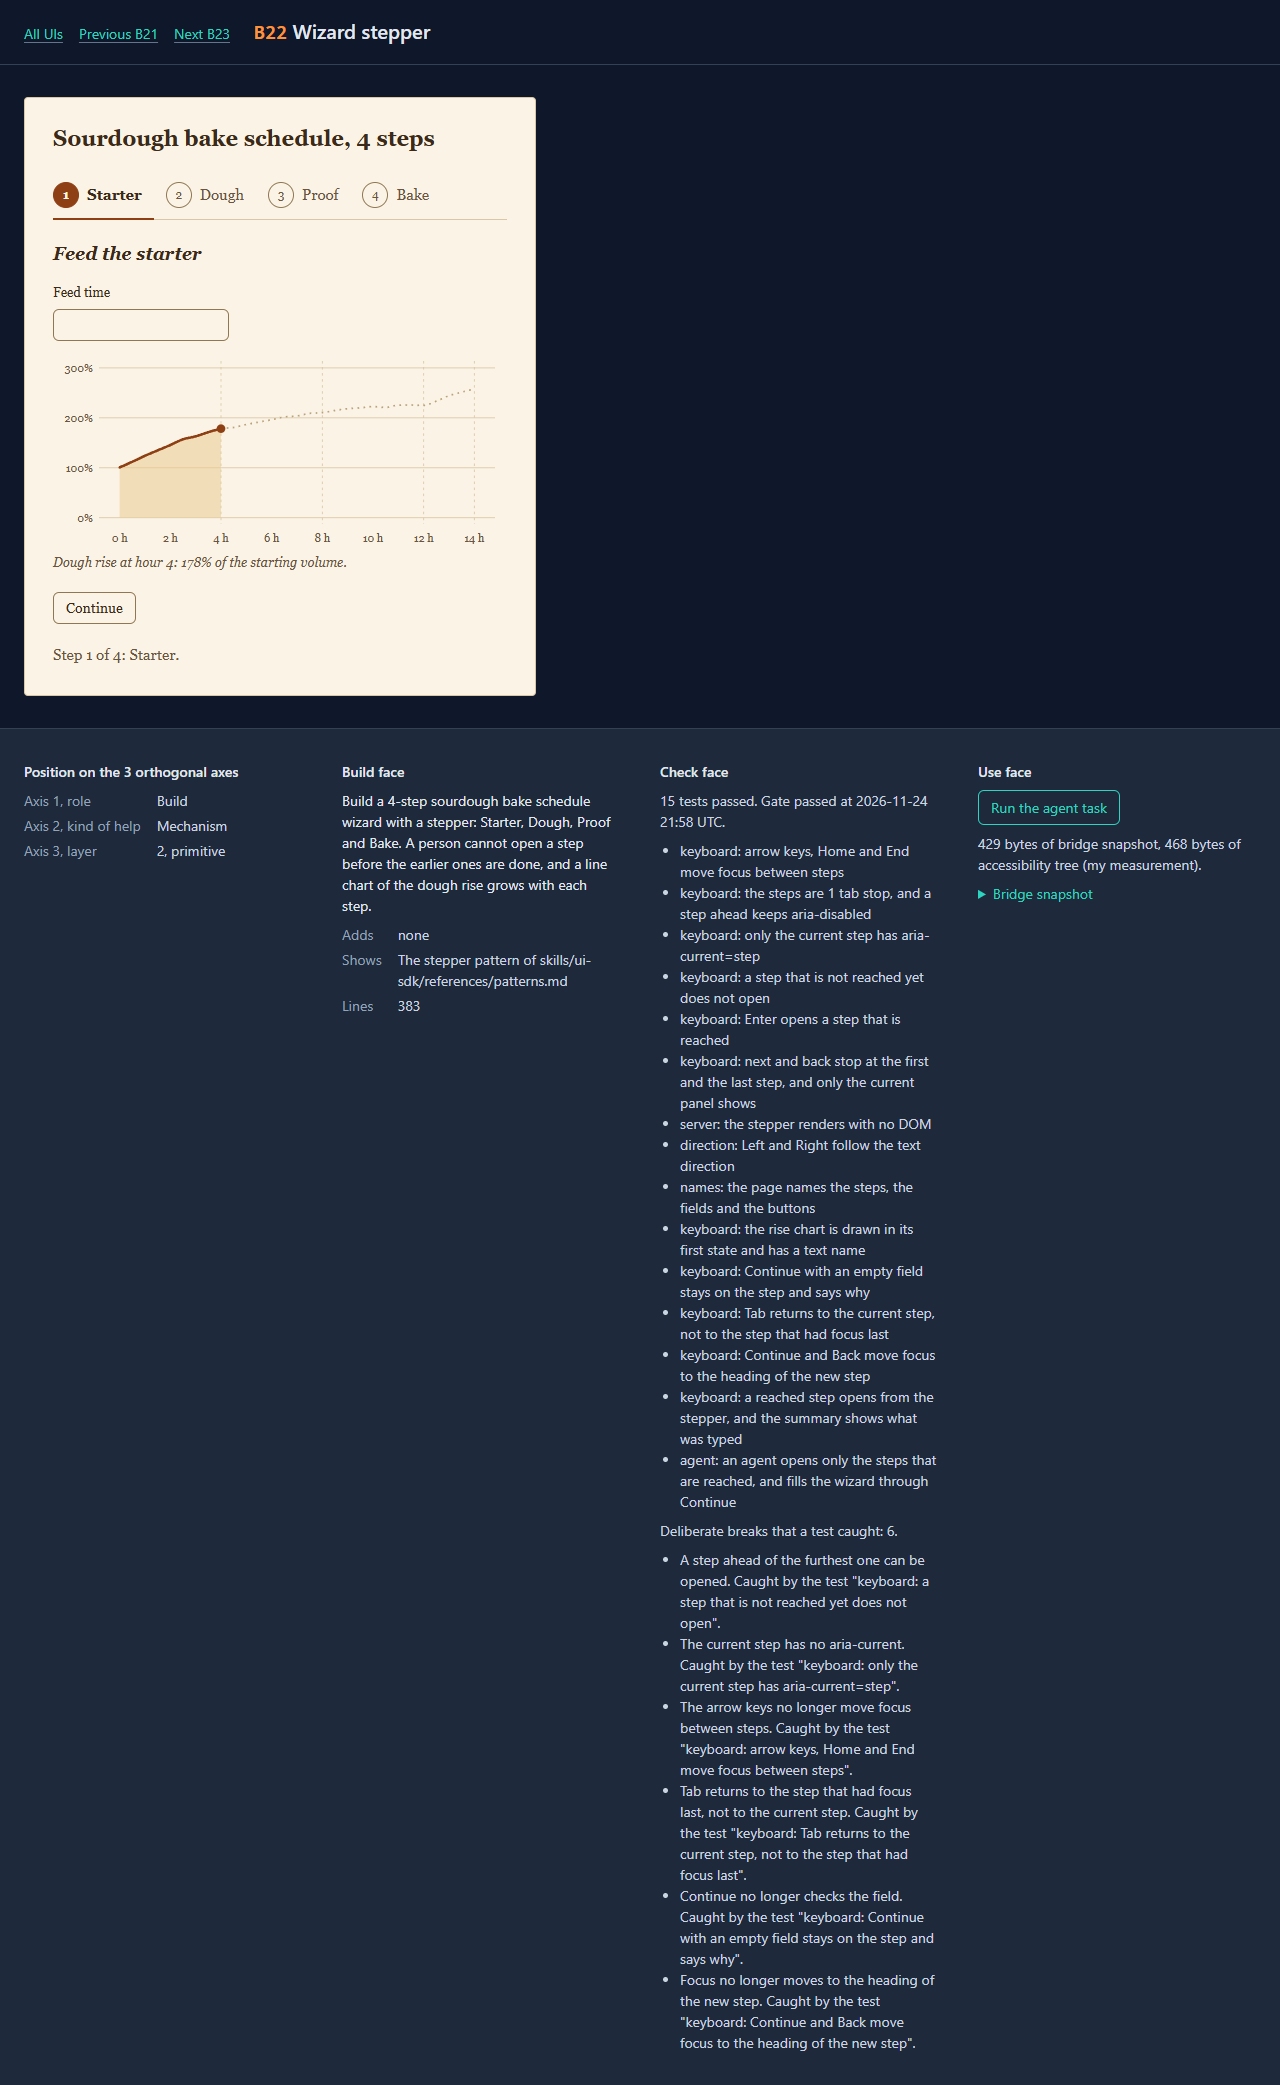 All UIs Previous B21 Next B23 B22 Wizard stepper
Sourdough bake schedule, 4 steps
1 Starter 2 Dough 3 Proof 4 Bake
Feed the starter
Feed time
300%
200%
100%
0%
0 h 2 h 4 h 6 h 8 h 10 h 12 h 14 h
Dough rise at hour 4: 178% of the starting volume.
Continue
Step 1 of 4: Starter.
Position on the 3 orthogonal axes
Axis 1, role Build
Axis 2, kind of help Mechanism
Axis 3, layer 2, primitive
Build face
Build a 4-step sourdough bake schedule
wizard with a stepper: Starter, Dough, Proof
and Bake. A person cannot open a step
before the earlier ones are done, and a line
chart of the dough rise grows with each
step.
Adds none
Shows The stepper pattern of skills/ui-
sdk/references/patterns.md
Lines 383
Check face
15 tests passed. Gate passed at 2026-11-24
21:58 UTC.
• keyboard: arrow keys, Home and End
move focus between steps
• keyboard: the steps are 1 tab stop, and a
step ahead keeps aria-disabled
• keyboard: only the current step has aria-
current=step
• keyboard: a step that is not reached yet
does not open
• keyboard: Enter opens a step that is
reached
• keyboard: next and back stop at the first
and the last step, and only the current
panel shows
• server: the stepper renders with no DOM
• direction: Left and Right follow the text
direction
• names: the page names the steps, the
fields and the buttons
• keyboard: the rise chart is drawn in its
first state and has a text name
• keyboard: Continue with an empty field
stays on the step and says why
• keyboard: Tab returns to the current step,
not to the step that had focus last
• keyboard: Continue and Back move focus
to the heading of the new step
• keyboard: a reached step opens from the
stepper, and the summary shows what
was typed
• agent: an agent opens only the steps that
are reached, and fills the wizard through
Continue
Deliberate breaks that a test caught: 6.
• A step ahead of the furthest one can be
opened. Caught by the test "keyboard: a
step that is not reached yet does not
open".
• The current step has no aria-current.
Caught by the test "keyboard: only the
current step has aria-current=step".
• The arrow keys no longer move focus
between steps. Caught by the test
"keyboard: arrow keys, Home and End
move focus between steps".
• Tab returns to the step that had focus
last, not to the current step. Caught by
the test "keyboard: Tab returns to the
current step, not to the step that had
focus last".
• Continue no longer checks the field.
Caught by the test "keyboard: Continue
with an empty field stays on the step and
says why".
• Focus no longer moves to the heading of
the new step. Caught by the test
"keyboard: Continue and Back move
focus to the heading of the new step".
Use face
Run the agent task
429 bytes of bridge snapshot, 468 bytes of
accessibility tree (my measurement).
▶ Bridge snapshot